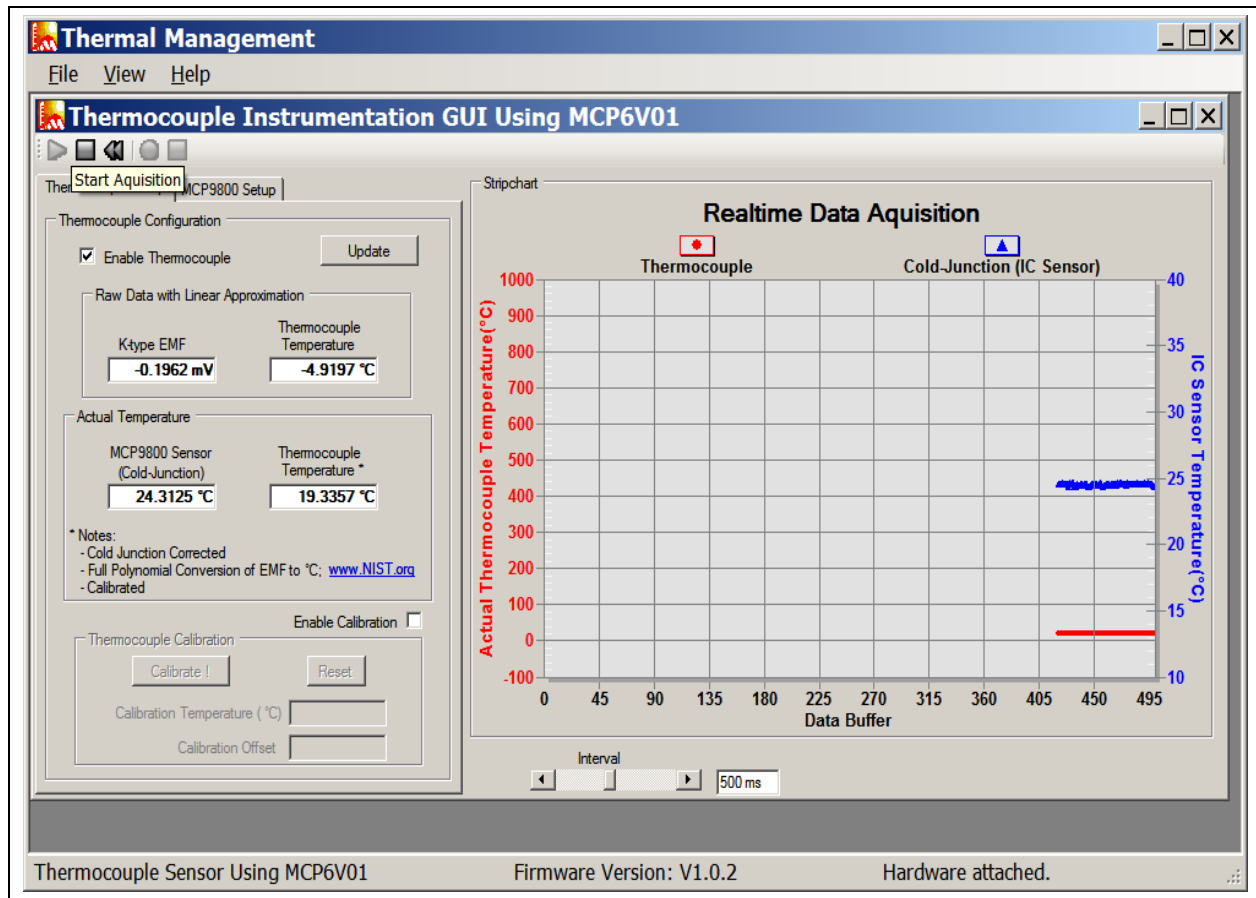 Thermal Management
File View Help
Thermocouple Instrumentation GUI Using MCP6V01
Start Aquisition
MCP9800 Setup
Thermocouple Configuration
Enable Thermocouple
Update
Raw Data with Linear Approximation
K-type EMF
Thermocouple
Temperature
-0.1962 mV
-4.9197 °C
Actual Temperature
MCP9800 Sensor
(Cold-Junction)
Thermocouple
Temperature *
24.3125 °C
19.3357 °C
* Notes:
- Cold Junction Corrected
- Full Polynomial Conversion of EMF to °C; www.NIST.org
- Calibrated
Enable Calibration
Thermocouple Calibration
Calibrate !
Reset
Calibration Temperature ( °C)
Calibration Offset
Stripchart
Realtime Data Aquisition
Thermocouple
Cold-Junction (IC Sensor)
Actual Thermocouple Temperature(°C)
1000
900
800
700
600
500
400
300
200
100
0
-100
40
35
30
25
20
15
10
IC Sensor Temperature(°C)
0 45 90 135 180 225 270 315 360 405 450 495
Data Buffer
Interval
500 ms
Thermocouple Sensor Using MCP6V01
Firmware Version: V1.0.2
Hardware attached.